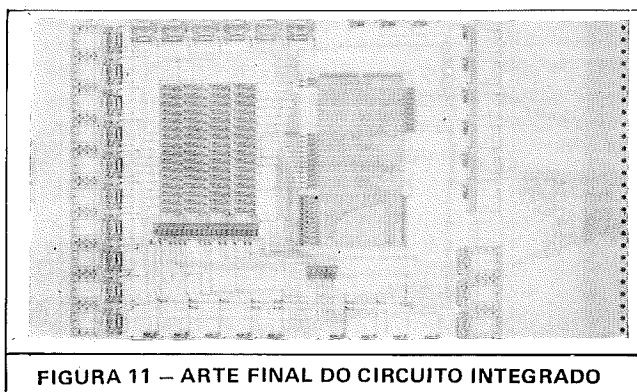 FIGURA 11 – ARTE FINAL DO CIRCUITO INTEGRADO